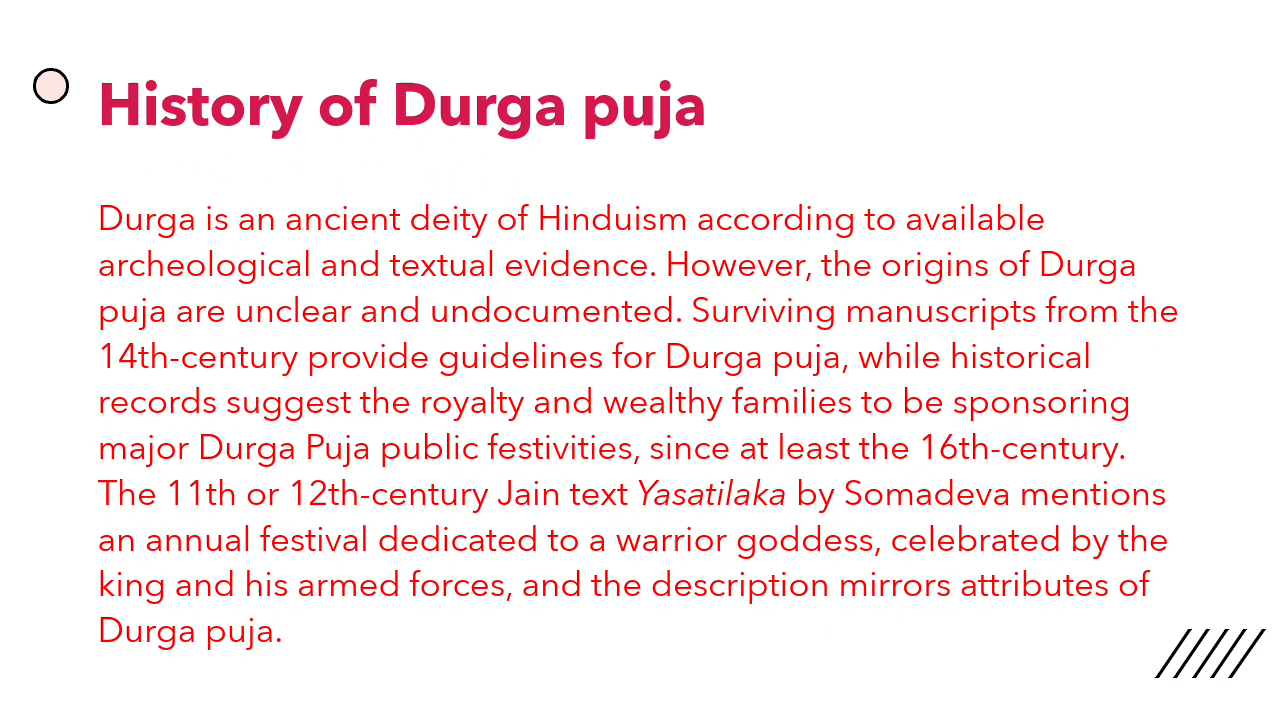 History of Durga puja
Durga is an ancient deity of Hinduism according to available
archeological and textual evidence. However, the origins of Durga
puja are unclear and undocumented. Surviving manuscripts from the
14th-century provide guidelines for Durga puja, while historical
records suggest the royalty and wealthy families to be sponsoring
major Durga Puja public festivities, since at least the 16th-century.
The 11th or 12th-century Jain text Yasatilaka by Somadeva mentions
an annual festival dedicated to a warrior goddess, celebrated by the
king and his armed forces, and the description mirrors attributes of
Durga puja.